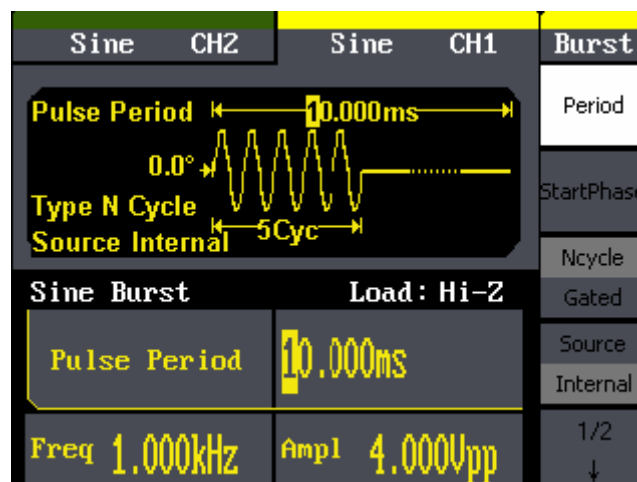 Sine CH2 Sine CH1 Burst
Pulse Period 10.000ms
0.0°
Type N Cycle
5Cyc
Source Internal
Sine Burst Load: Hi-Z
Pulse Period 10.000ms
Freq 1.000kHz Ampl 4.000Vpp
Period
StartPhase
Ncycle
Gated
Source
Internal
1/2
↓